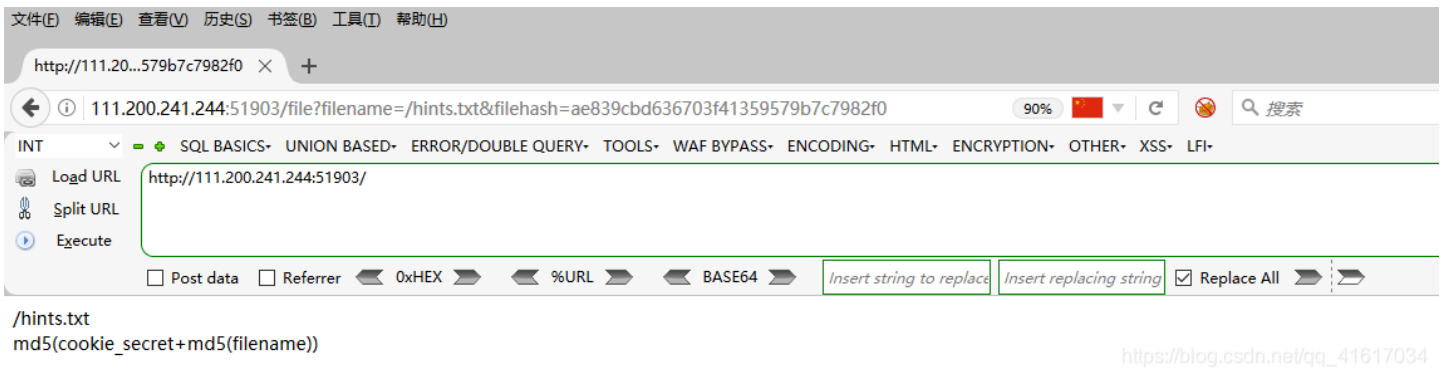 文件(F) 编辑(E) 查看(V) 历史(S) 书签(B) 工具(T) 帮助(H)
http://111.20...579b7c7982f0
111.200.241.244:51903/file?filename=/hints.txt&filehash=ae839cbd636703f41359579b7c7982f0 90% 搜索
INT SQL BASICS UNION BASED ERROR/DOUBLE QUERY TOOLS WAF BYPASS ENCODING HTML ENCRYPTION OTHER XSS LFI
Load URL http://111.200.241.244:51903/
Split URL
Execute
Post data Referrer 0xHEX %URL BASE64 Insert string to replace Insert replacing string Replace All
/hints.txt
md5(cookie_secret+md5(filename))
https://blog.csdn.net/qq_41617034